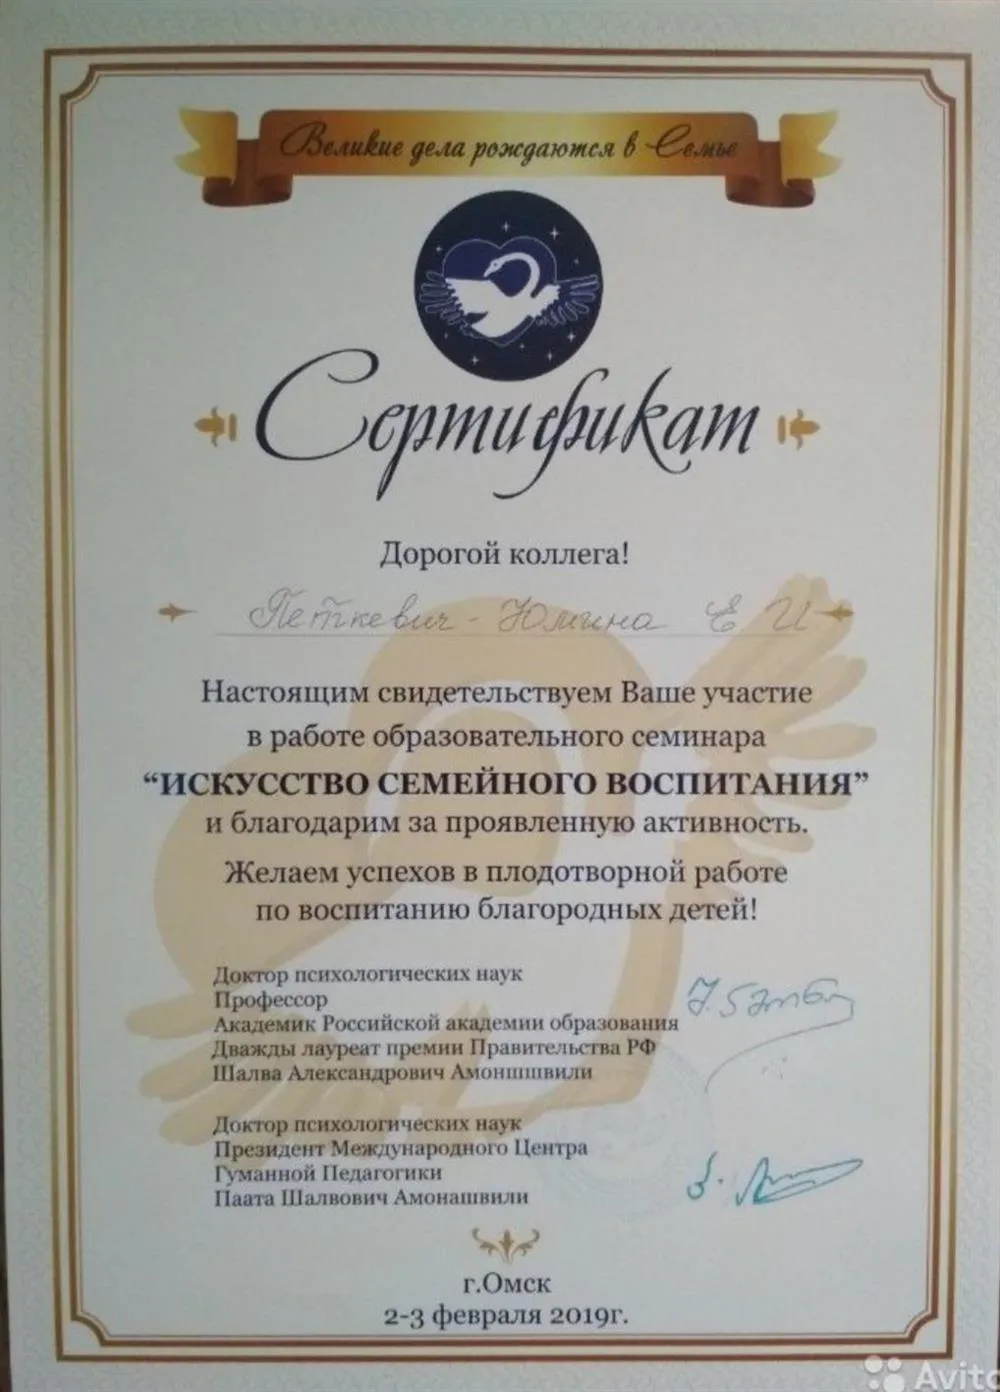 Великие дела рождаются в Семье
Сертификат
Дорогой коллега!
Петкевич - Юмина Е. И.
Настоящим свидетельствуем Ваше участие
в работе образовательного семинара
“ИСКУССТВО СЕМЕЙНОГО ВОСПИТАНИЯ”
и благодарим за проявленную активность.
Желаем успехов в плодотворной работе
по воспитанию благородных детей!
Доктор психологических наук
Профессор
Академик Российской академии образования
Дважды лауреат премии Правительства РФ
Шалва Александрович Амонашвили
Доктор психологических наук
Президент Международного Центра
Гуманной Педагогики
Паата Шалвович Амонашвили
г.Омск
2-3 февраля 2019г.
Avito